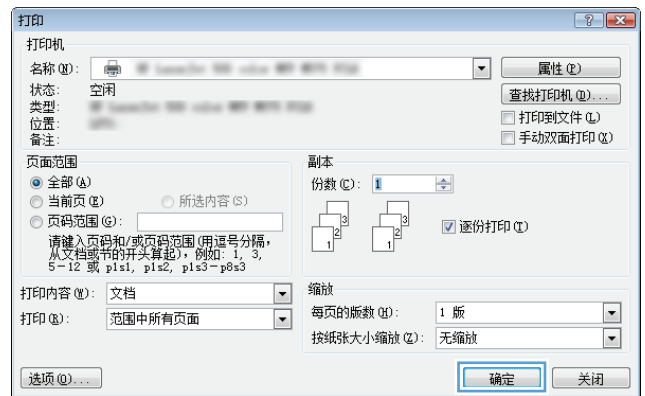 打印
打印机
名称(N):
属性(P)
状态: 空闲
查找打印机(D)...
类型:
位置:
打印到文件(L)
备注:
手动双面打印(X)
页面范围
全部(A)
当前页(E) 所选内容(S)
页码范围(G):
请键入页码和/或页码范围(用逗号分隔，
从文档或节的开头算起)，例如: 1, 3,
5-12 或 p1s1, p1s2, p1s3-p8s3
副本
份数(C): 1
1 2 3 1 2 3
逐份打印(T)
打印内容(W): 文档
打印(R): 范围中所有页面
缩放
每页的版数(H): 1 版
按纸张大小缩放(Z): 无缩放
选项(O)...
确定 关闭